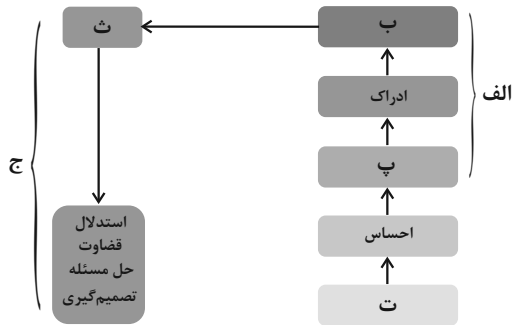 ب
ث
ادراک
الف
پ
ج
احساس
استدلال
قضاوت
حل مسئله
تصمیم‌گیری
ت